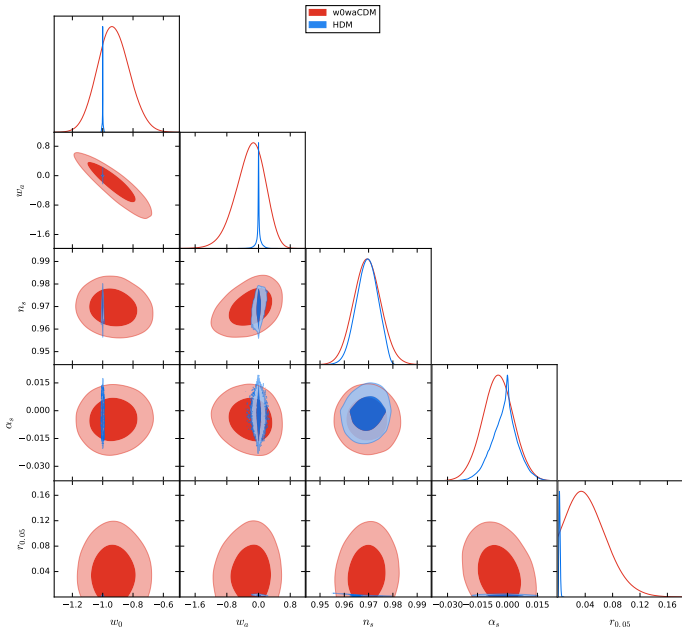 w0waCDM
HDM
0.8
0.0
−0.8
−1.6
w_a
0.99
0.97
0.96
0.95
n_s
0.015
0.000
−0.015
−0.030
α_s
0.16
0.12
0.08
0.04
r_{0.05}
−1.2 −1.0 −0.8 −0.6
−1.6 −0.8 0.0 0.8
0.95 0.96 0.97 0.98 0.99
−0.030 −0.015 0.000 0.015
0.04 0.08 0.12 0.16
w_0
w_a
n_s
α_s
r_{0.05}